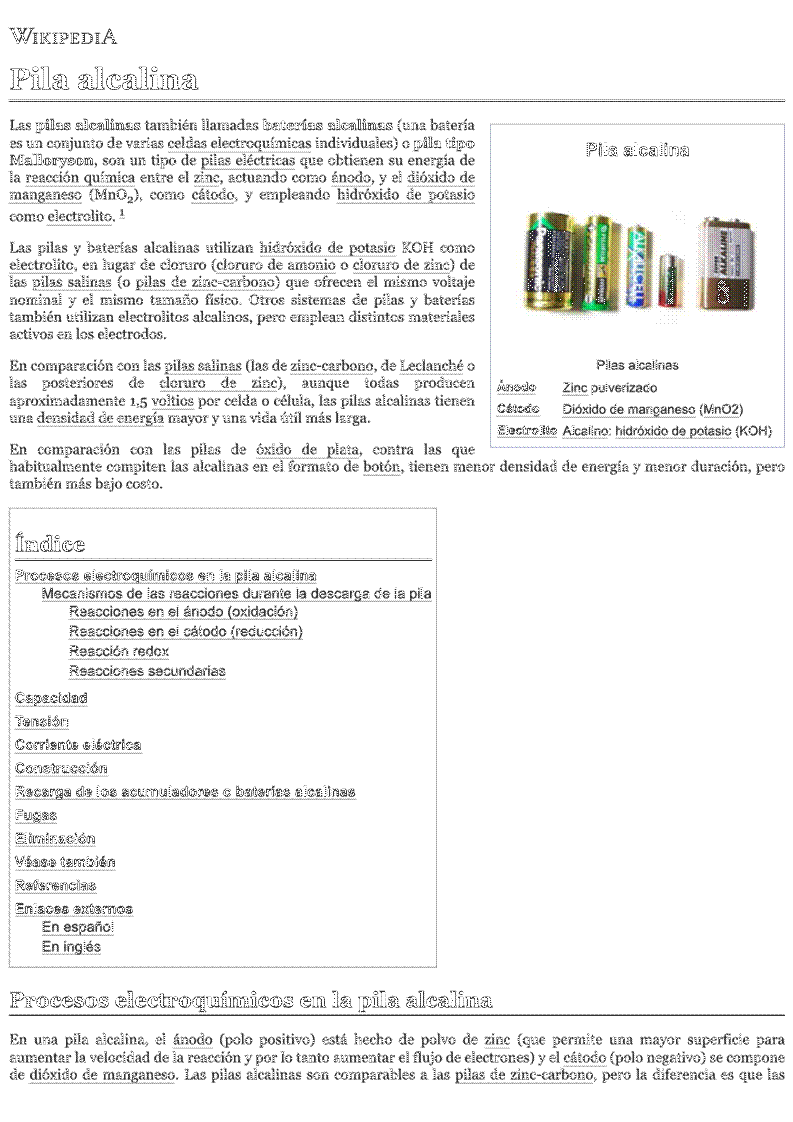 WIKIPEDIA
Pila alcalina
Las pilas alcalinas también llamadas baterías alcalinas (una batería
es un conjunto de varias celdas electroquímicas individuales) o pila tipo
Malloryson, son un tipo de pilas eléctricas que obtienen su energía de
la reacción química entre el zinc, actuando como ánodo, y el dióxido de
manganeso (MnO2), como cátodo, y empleando hidróxido de potasio
como electrolito. 1
Las pilas y baterías alcalinas utilizan hidróxido de potasio KOH como
electrolito, en lugar de cloruro (cloruro de amonio o cloruro de zinc) de
las pilas salinas (o pilas de zinc-carbono) que ofrecen el mismo voltaje
nominal y el mismo tamaño físico. Otros sistemas de pilas y baterías
también utilizan electrolitos alcalinos, pero emplean distintos materiales
activos en los electrodos.
En comparación con las pilas salinas (las de zinc-carbono, de Leclanché o
las posteriores de cloruro de zinc), aunque todas producen
aproximadamente 1,5 voltios por celda o célula, las pilas alcalinas tienen
una densidad de energía mayor y una vida útil más larga.
En comparación con las pilas de óxido de plata, contra las que
habitualmente compiten las alcalinas en el formato de botón, tienen menor densidad de energía y menor duración, pero
también más bajo costo.
Pila alcalina
ALKALINE
Pilas alcalinas
Ánodo Zinc pulverizado
Cátodo Dióxido de manganeso (MnO2)
Electrolito Alcalino: hidróxido de potasio (KOH)
Índice
Procesos electroquímicos en la pila alcalina
Mecanismos de las reacciones durante la descarga de la pila
Reacciones en el ánodo (oxidación)
Reacciones en el cátodo (reducción)
Reacción redox
Reacciones secundarias
Capacidad
Tensión
Corriente eléctrica
Construcción
Recarga de los acumuladores o baterías alcalinas
Fugas
Eliminación
Véase también
Referencias
Enlaces externos
En español
En inglés
Procesos electroquímicos en la pila alcalina
En una pila alcalina, el ánodo (polo positivo) está hecho de polvo de zinc (que permite una mayor superficie para
aumentar la velocidad de la reacción y por lo tanto aumentar el flujo de electrones) y el cátodo (polo negativo) se compone
de dióxido de manganeso. Las pilas alcalinas son comparables a las pilas de zinc-carbono, pero la diferencia es que las